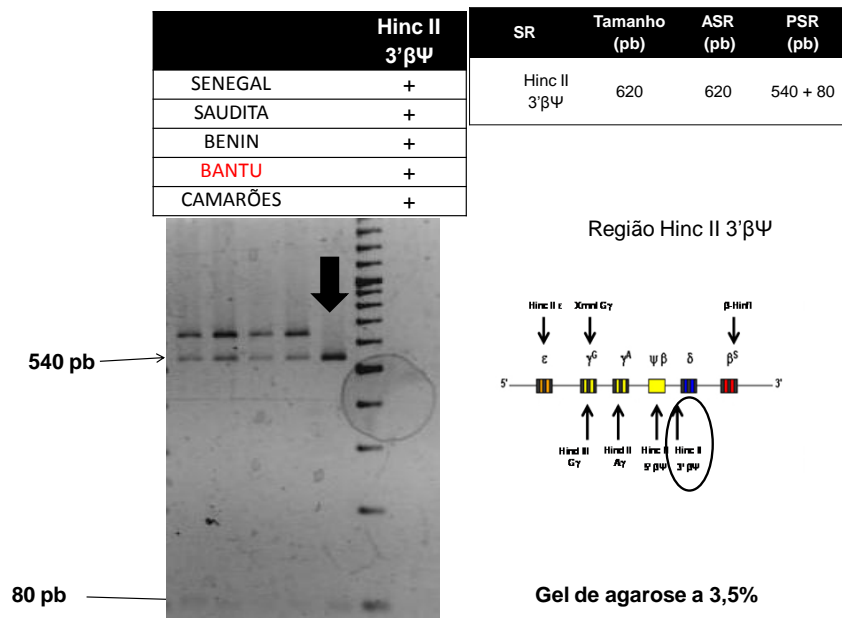 Hinc II
3'βΨ
SENEGAL +
SAUDITA +
BENIN +
BANTU +
CAMARÕES +
SR Tamanho (pb) ASR (pb) PSR (pb)
Hinc II 3'βΨ 620 620 540 + 80
540 pb
80 pb
Região Hinc II 3'βΨ
Hinc II ε XmnI Gγ β-HinfI
ε γG γA ψβ δ βS
5' 3'
Hind III Gγ Hind II Aγ Hinc II 5' βΨ Hinc II 3' βΨ
Gel de agarose a 3,5%